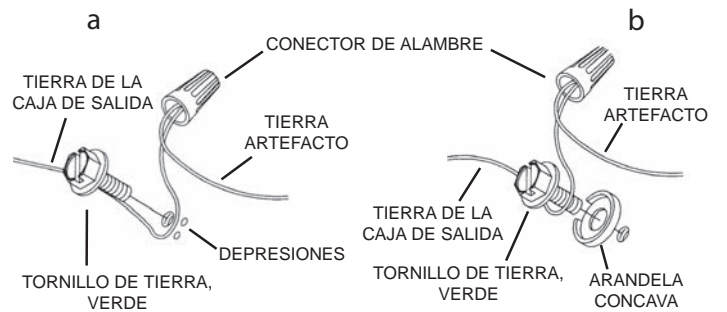 a
b
CONECTOR DE ALAMBRE
TIERRA DE LA
CAJA DE SALIDA
TIERRA
ARTEFACTO
DEPRESIONES
TORNILLO DE TIERRA,
VERDE
TIERRA
ARTEFACTO
TIERRA DE LA
CAJA DE SALIDA
TORNILLO DE TIERRA,
VERDE
ARANDELA
CONCAVA